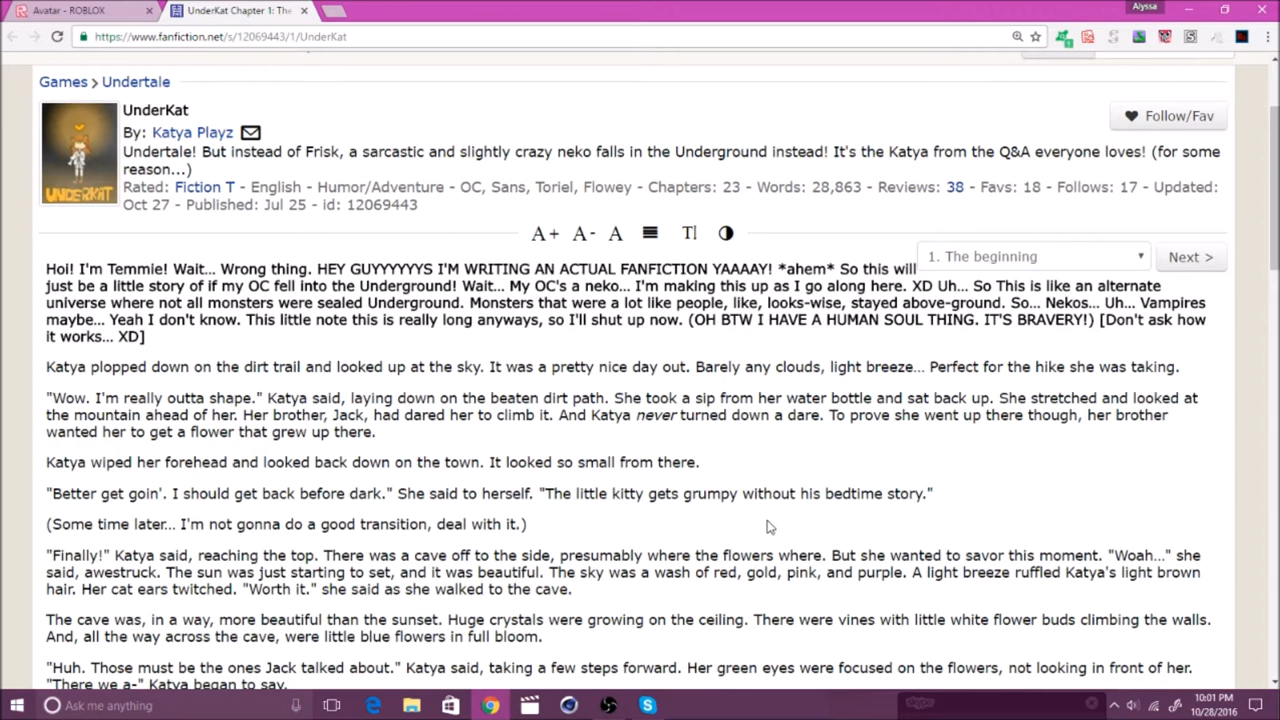 Alyssa
Avatar - ROBLOX
UnderKat Chapter 1: The
https://www.fanfiction.net/s/12069443/1/UnderKat
Games > Undertale
UnderKat
By: Katya Playz
Follow/Fav
Undertale! But instead of Frisk, a sarcastic and slightly crazy neko falls in the Underground instead! It's the Katya from the Q&A everyone loves! (for some
reason...)
Rated: Fiction T - English - Humor/Adventure - OC, Sans, Toriel, Flowey - Chapters: 23 - Words: 28,863 - Reviews: 38 - Favs: 18 - Follows: 17 - Updated:
Oct 27 - Published: Jul 25 - id: 12069443
UNDERKAT
A+ A- A T
1. The beginning
Next >
Hoi! I'm Temmie! Wait... Wrong thing. HEY GUYYYYYYS I'M WRITING AN ACTUAL FANFICTION YAAAAY! *ahem* So this will
just be a little story of if my OC fell into the Underground! Wait... My OC's a neko... I'm making this up as I go along here. XD Uh... So This is like an alternate
universe where not all monsters were sealed Underground. Monsters that were a lot like people, like, looks-wise, stayed above-ground. So... Nekos... Uh... Vampires
maybe... Yeah I don't know. This little note this is really long anyways, so I'll shut up now. (OH BTW I HAVE A HUMAN SOUL THING. IT'S BRAVERY!) [Don't ask how
it works... XD]
Katya plopped down on the dirt trail and looked up at the sky. It was a pretty nice day out. Barely any clouds, light breeze... Perfect for the hike she was taking.
"Wow. I'm really outta shape." Katya said, laying down on the beaten dirt path. She took a sip from her water bottle and sat back up. She stretched and looked at
the mountain ahead of her. Her brother, Jack, had dared her to climb it. And Katya never turned down a dare. To prove she went up there though, her brother
wanted her to get a flower that grew up there.
Katya wiped her forehead and looked back down on the town. It looked so small from there.
"Better get goin'. I should get back before dark." She said to herself. "The little kitty gets grumpy without his bedtime story."
(Some time later... I'm not gonna do a good transition, deal with it.)
"Finally!" Katya said, reaching the top. There was a cave off to the side, presumably where the flowers where. But she wanted to savor this moment. "Woah..." she
said, awestruck. The sun was just starting to set, and it was beautiful. The sky was a wash of red, gold, pink, and purple. A light breeze ruffled Katya's light brown
hair. Her cat ears twitched. "Worth it." she said as she walked to the cave.
The cave was, in a way, more beautiful than the sunset. Huge crystals were growing on the ceiling. There were vines with little white flower buds climbing the walls.
And, all the way across the cave, were little blue flowers in full bloom.
"Huh. Those must be the ones Jack talked about." Katya said, taking a few steps forward. Her green eyes were focused on the flowers, not looking in front of her.
"There we a-" Katya began to say.
Ask me anything
10:01 PM
10/28/2016